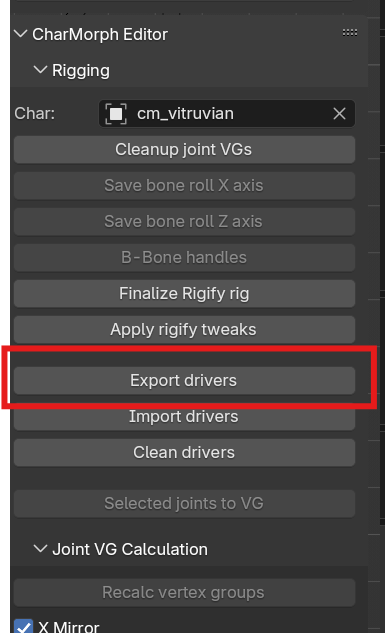 CharMorph Editor
Rigging
Char: cm_vitruvian
Cleanup joint VGs
Save bone roll X axis
Save bone roll Z axis
B-Bone handles
Finalize Rigify rig
Apply rigify tweaks
Export drivers
Import drivers
Clean drivers
Selected joints to VG
Joint VG Calculation
Recalc vertex groups
X Mirror